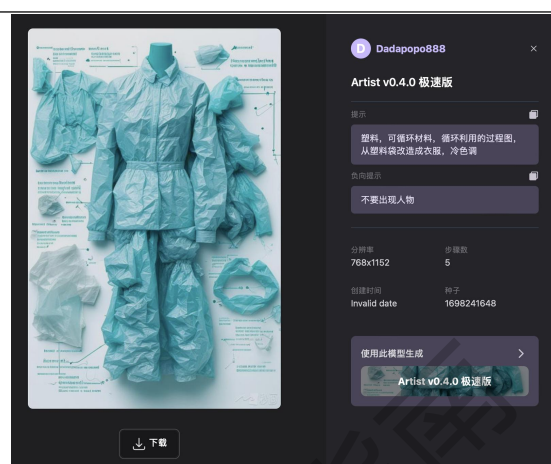 D Dadapopo888 ×
Artist v0.4.0 极速版
提示
塑料，可循环材料，循环利用的过程图，
从塑料袋改造成衣服，冷色调
负向提示
不要出现人物
分辨率 步骤数
768x1152 5
创建时间 种子
Invalid date 1698241648
使用此模型生成
Artist v0.4.0 极速版
下载